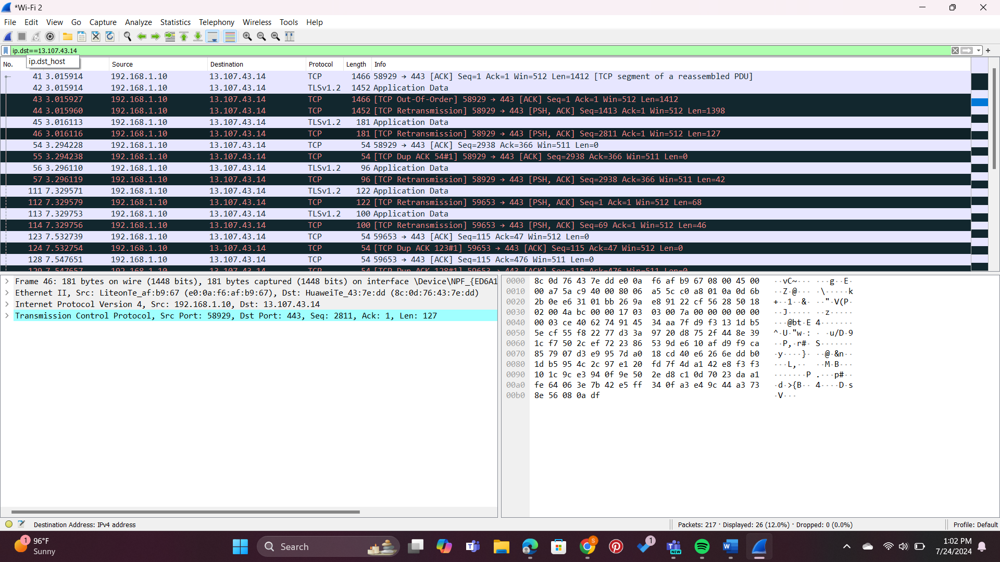 *Wi-Fi 2
File Edit View Go Capture Analyze Statistics Telephony Wireless Tools Help
ip.dst==13.107.43.14
ip.dst_host
No. Source Destination Protocol Length Info
41 3.015914 192.168.1.10 13.107.43.14 TCP 1466 58929 → 443 [ACK] Seq=1 Ack=1 Win=512 Len=1412 [TCP segment of a reassembled PDU]
42 3.015914 192.168.1.10 13.107.43.14 TLSv1.2 1452 Application Data
43 3.015927 192.168.1.10 13.107.43.14 TCP 1466 [TCP Out-Of-Order] 58929 → 443 [ACK] Seq=1 Ack=1 Win=512 Len=1412
44 3.015960 192.168.1.10 13.107.43.14 TCP 1452 [TCP Retransmission] 58929 → 443 [PSH, ACK] Seq=1413 Ack=1 Win=512 Len=1398
45 3.016113 192.168.1.10 13.107.43.14 TLSv1.2 181 Application Data
46 3.016116 192.168.1.10 13.107.43.14 TCP 181 [TCP Retransmission] 58929 → 443 [PSH, ACK] Seq=2811 Ack=1 Win=512 Len=127
54 3.294228 192.168.1.10 13.107.43.14 TCP 54 58929 → 443 [ACK] Seq=2938 Ack=366 Win=511 Len=0
55 3.294238 192.168.1.10 13.107.43.14 TCP 54 [TCP Dup ACK 54#1] 58929 → 443 [ACK] Seq=2938 Ack=366 Win=511 Len=0
56 3.296110 192.168.1.10 13.107.43.14 TLSv1.2 96 Application Data
57 3.296119 192.168.1.10 13.107.43.14 TCP 96 [TCP Retransmission] 58929 → 443 [PSH, ACK] Seq=2938 Ack=366 Win=511 Len=42
111 7.329571 192.168.1.10 13.107.43.14 TLSv1.2 122 Application Data
112 7.329579 192.168.1.10 13.107.43.14 TCP 122 [TCP Retransmission] 59653 → 443 [PSH, ACK] Seq=1 Ack=1 Win=512 Len=68
113 7.329753 192.168.1.10 13.107.43.14 TLSv1.2 100 Application Data
114 7.329756 192.168.1.10 13.107.43.14 TCP 100 [TCP Retransmission] 59653 → 443 [PSH, ACK] Seq=69 Ack=1 Win=512 Len=46
123 7.532739 192.168.1.10 13.107.43.14 TCP 54 59653 → 443 [ACK] Seq=115 Ack=47 Win=512 Len=0
124 7.532754 192.168.1.10 13.107.43.14 TCP 54 [TCP Dup ACK 123#1] 59653 → 443 [ACK] Seq=115 Ack=47 Win=512 Len=0
128 7.547651 192.168.1.10 13.107.43.14 TCP 54 59653 → 443 [ACK] Seq=115 Ack=476 Win=511 Len=0
129 7.547657 192.168.1.10 13.107.43.14 TCP 54 [TCP Dup ACK 128#1] 59653 → 443 [ACK] Seq=115 Ack=476 Win=511 Len=0
Frame 46: 181 bytes on wire (1448 bits), 181 bytes captured (1448 bits) on interface \Device\NPF_{ED6A1
Ethernet II, Src: LiteonTe_af:b9:67 (e0:0a:f6:af:b9:67), Dst: HuaweiTe_43:7e:dd (8c:0d:76:43:7e:dd)
Internet Protocol Version 4, Src: 192.168.1.10, Dst: 13.107.43.14
Transmission Control Protocol, Src Port: 58929, Dst Port: 443, Seq: 2811, Ack: 1, Len: 127
0000 8c 0d 76 43 7e dd e0 0a f6 af b9 67 08 00 45 00 ··vC~··· ···g··E·
0010 00 a7 5a c9 40 00 80 06 a5 5c c0 a8 01 0a 0d 6b ··Z·@··· ·\·····k
0020 2b 0e e6 31 01 bb 26 9a e8 91 22 cf 56 28 50 18 +··1··&· ··"·V(P·
0030 02 00 4a bc 00 00 17 03 03 00 7a 00 00 00 00 00 ··J····· ··z·····
0040 00 03 ce 40 62 74 91 45 34 aa 7f d9 f3 13 1d b5 ···@bt·E 4·······
0050 5e cf 55 f8 22 77 d3 3a 97 20 d8 75 2f 44 8e 39 ^·U·"w·: · ·u/D·9
0060 1c f7 50 2c ef 72 23 86 53 9d e6 10 af d9 f9 ca ··P,·r#· S·······
0070 85 79 07 d3 e9 95 7d a0 18 cd 40 e6 26 6e dd b0 ·y····}· ··@·&n··
0080 1d b5 95 4c 2c 97 e1 20 fd 7f 4d a1 42 e8 f3 f3 ···L,·· ··M·B···
0090 10 1c 9c e3 94 0f 9e 50 2e d8 c1 0d 70 23 da a1 ·······P .···p#··
00a0 fe 64 06 3e 7b 42 e5 ff 34 0f a3 e4 9c 44 a3 73 ·d·>{B·· 4····D·s
00b0 8e 56 08 0a df ·V···
Destination Address: IPv4 address Packets: 217 · Displayed: 26 (12.0%) · Dropped: 0 (0.0%) Profile: Default
1
96°F
Sunny
Search
S
1
NEW
1:02 PM
7/24/2024